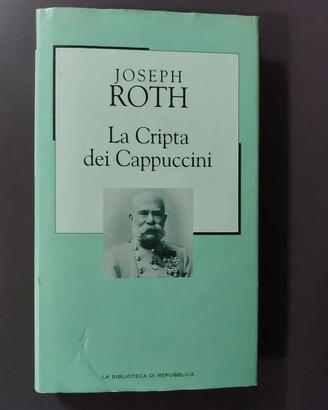 JOSEPH
ROTH
La Cripta
dei Cappuccini
LA BIBLIOTECA DI REPUBBLICA